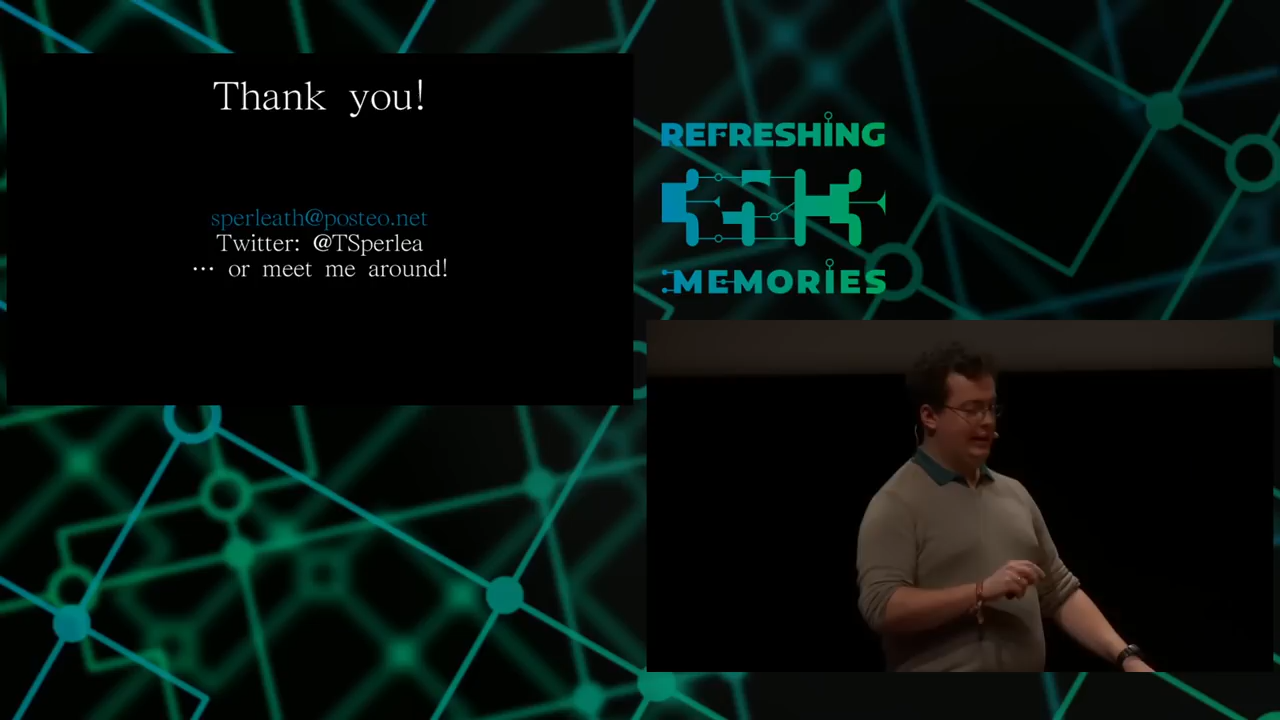 Thank you!
sperleath@posteo.net
Twitter: @TSperlea
… or meet me around!
REFRESHING
MEMORIES